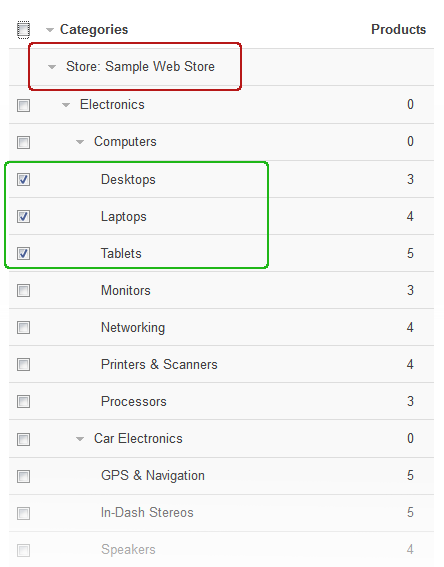 Categories Products
Store: Sample Web Store
Electronics 0
Computers 0
Desktops 3
Laptops 4
Tablets 5
Monitors 3
Networking 4
Printers & Scanners 4
Processors 3
Car Electronics 0
GPS & Navigation 5
In-Dash Stereos 5
Speakers 4